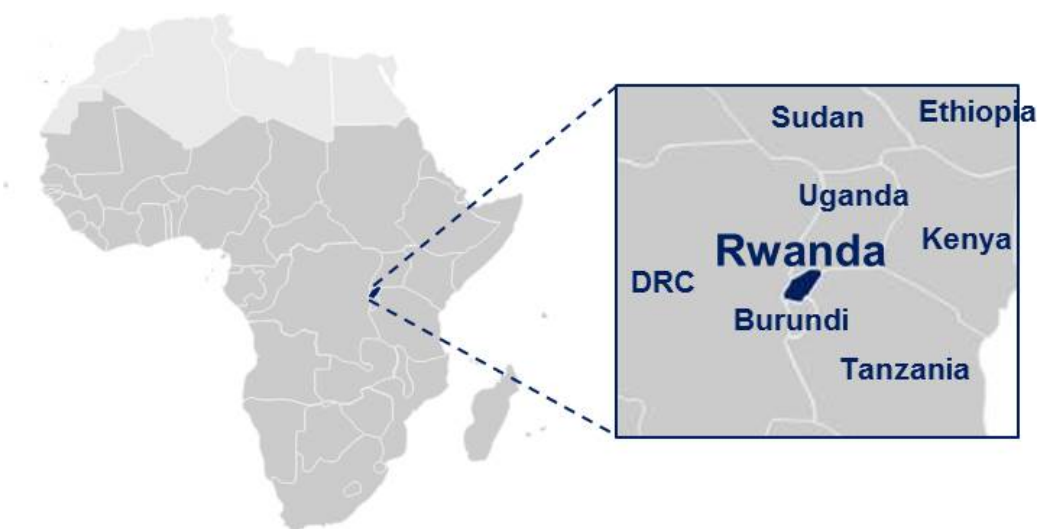 Sudan
Ethiopia
Uganda
Rwanda
Kenya
DRC
Burundi
Tanzania